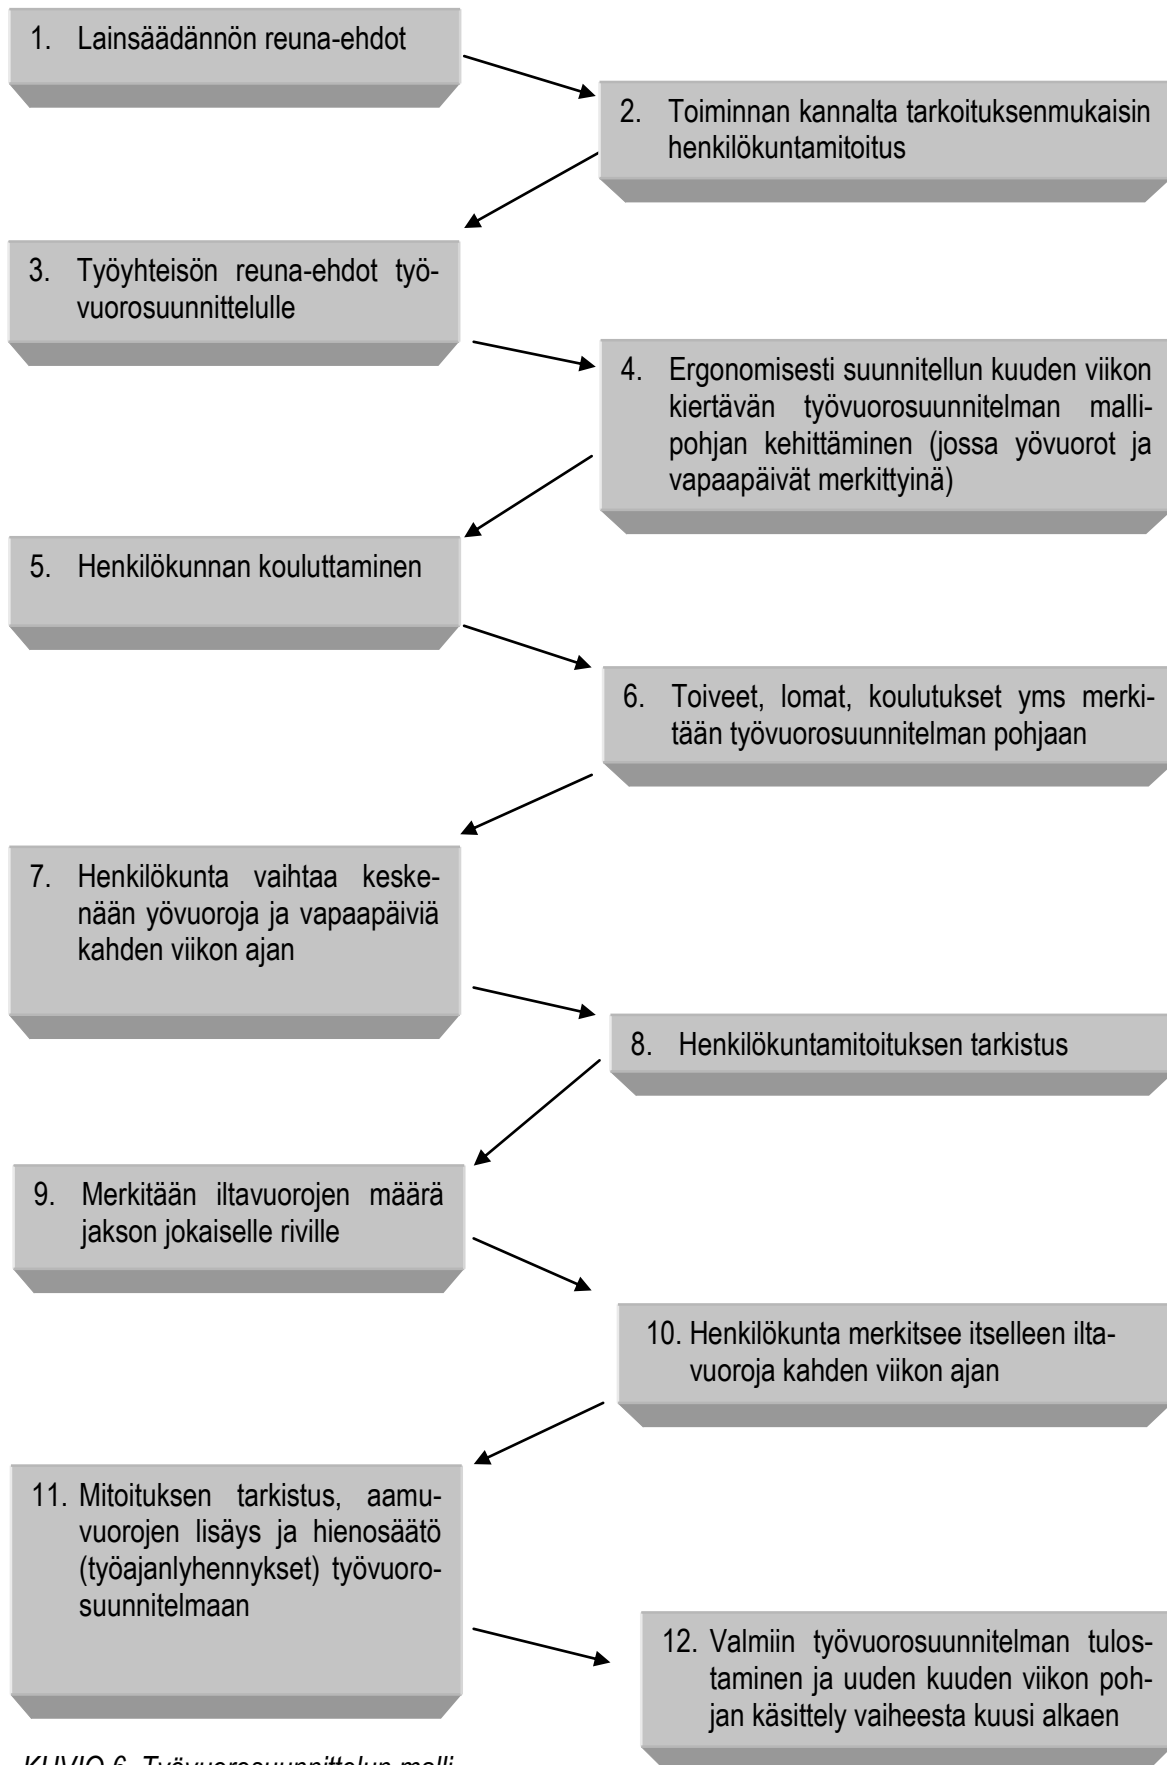 1. Lainsäädännön reuna-ehdot
2. Toiminnan kannalta tarkoituksenmukaisin
henkilökuntamitoitus
3. Työyhteisön reuna-ehdot työ-
vuorosuunnittelulle
4. Ergonomisesti suunnitellun kuuden viikon
kiertävän työvuorosuunnitelman malli-
pohjan kehittäminen (jossa yövuorot ja
vapaapäivät merkittyinä)
5. Henkilökunnan kouluttaminen
6. Toiveet, lomat, koulutukset yms merki-
tään työvuorosuunnitelman pohjaan
7. Henkilökunta vaihtaa keske-
nään yövuoroja ja vapaapäiviä
kahden viikon ajan
8. Henkilökuntamitoituksen tarkistus
9. Merkitään iltavuorojen määrä
jakson jokaiselle riville
10. Henkilökunta merkitsee itselleen ilta-
vuoroja kahden viikon ajan
11. Mitoituksen tarkistus, aamu-
vuorojen lisäys ja hienosäätö
(työajanlyhennykset) työvuoro-
suunnitelmaan
12. Valmiin työvuorosuunnitelman tulos-
taminen ja uuden kuuden viikon poh-
jan käsittely vaiheesta kuusi alkaen
KUVIO 6. Työvuorosuunnittelun malli